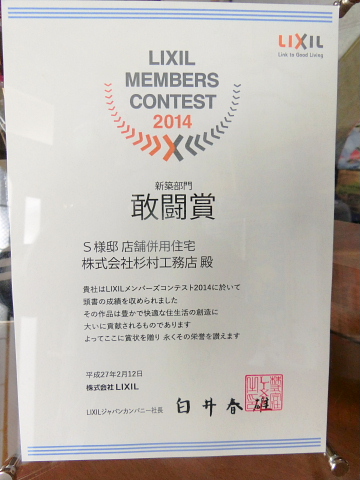 LIXIL
Link to Good Living
LIXIL
MEMBERS
CONTEST
2014
新築部門
敢闘賞
S様邸 店舗併用住宅
株式会社杉村工務店 殿
貴社はLIXILメンバーズコンテスト2014に於いて
頭書の成績を収められました
その作品は豊かで快適な住生活の創造に
大いに貢献されるものであります
よってここに賞状を贈り 永くその栄誉を讃えます
平成27年2月12日
株式会社 LIXIL
LIXILジャパンカンパニー社長 白井春雄